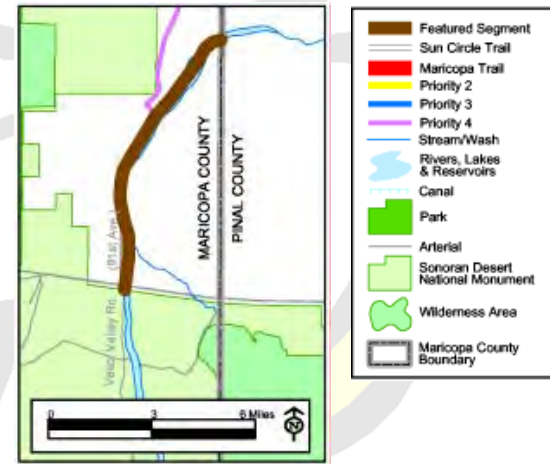 MARICOPA COUNTY
PINAL COUNTY
(91st Ave.)
Vekol Valley Rd.
0 3 6 Miles
N
Featured Segment
Sun Circle Trail
Maricopa Trail
Priority 2
Priority 3
Priority 4
Stream/Wash
Rivers, Lakes
& Reservoirs
Canal
Park
Arterial
Sonoran Desert
National Monument
Wilderness Area
Maricopa County
Boundary